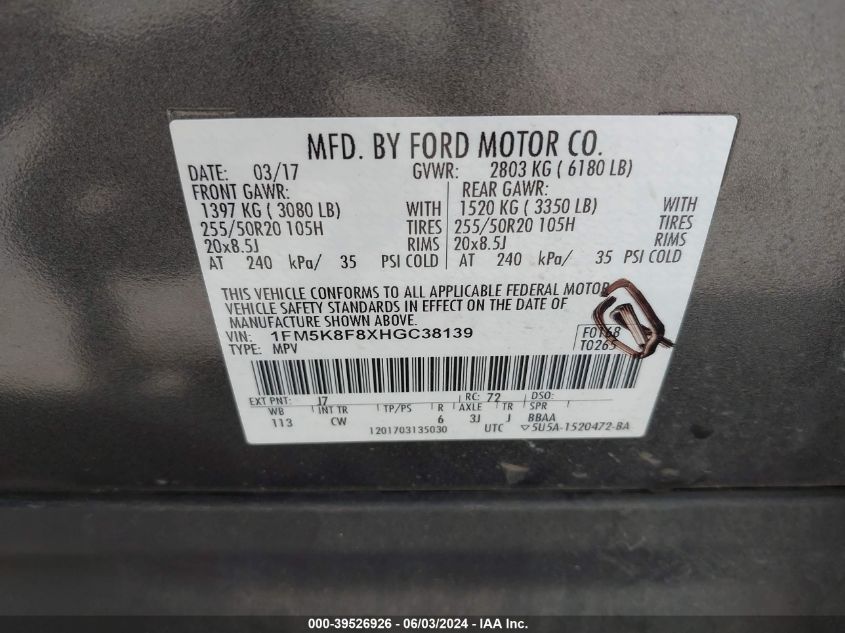 MFD. BY FORD MOTOR CO.
DATE: 03/17 GVWR: 2803 KG ( 6180 LB)
FRONT GAWR: REAR GAWR:
1397 KG ( 3080 LB) WITH 1520 KG ( 3350 LB) WITH
255/50R20 105H TIRES 255/50R20 105H TIRES
20x8.5J RIMS 20x8.5J RIMS
AT 240 kPa/ 35 PSI COLD AT 240 kPa/ 35 PSI COLD
THIS VEHICLE CONFORMS TO ALL APPLICABLE FEDERAL MOTOR
VEHICLE SAFETY STANDARDS IN EFFECT ON THE DATE OF
MANUFACTURE SHOWN ABOVE.
VIN: 1FM5K8F8XHGC38139 F0168
TYPE: MPV T0265
EXT PNT: J7 RC: 72 DSO:
WB INT TR TP/PS R AXLE TR SPR
113 CW 6 3J J BBAA
1201703135030 UTC ▽5U5A-1520472-BA
000-39526926 / 06/03/2024 - IAA Inc.